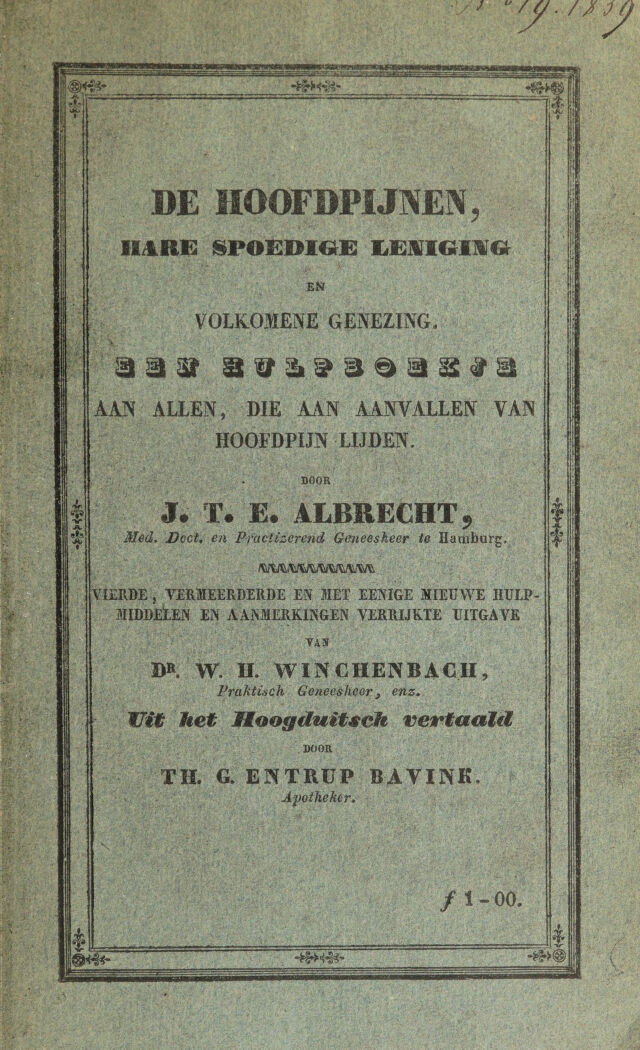 19. 1839
DE HOOFDPIJNEN,
HARE SPOEDIGE LENIGING
EN
VOLKOMENE GENEZING.
EEN HULPBOEKJE
AAN ALLEN, DIE AAN AANVALLEN VAN
HOOFDPIJN LIJDEN.
DOOR
J. T. E. ALBRECHT,
Med. Doct. en Practizerend Geneesheer te Hamburg.
VIERDE, VERMEERDERDE EN MET EENIGE NIEUWE HULP-
MIDDELEN EN AANMERKINGEN VERRIJKTE UITGAVE
VAN
DR. W. H. WINCHENBACH,
Praktisch Geneesheer, enz.
Uit het Hoogduitsch vertaald
DOOR
TH. G. ENTRUP BAVINK.
Apotheker.
ƒ 1-00.